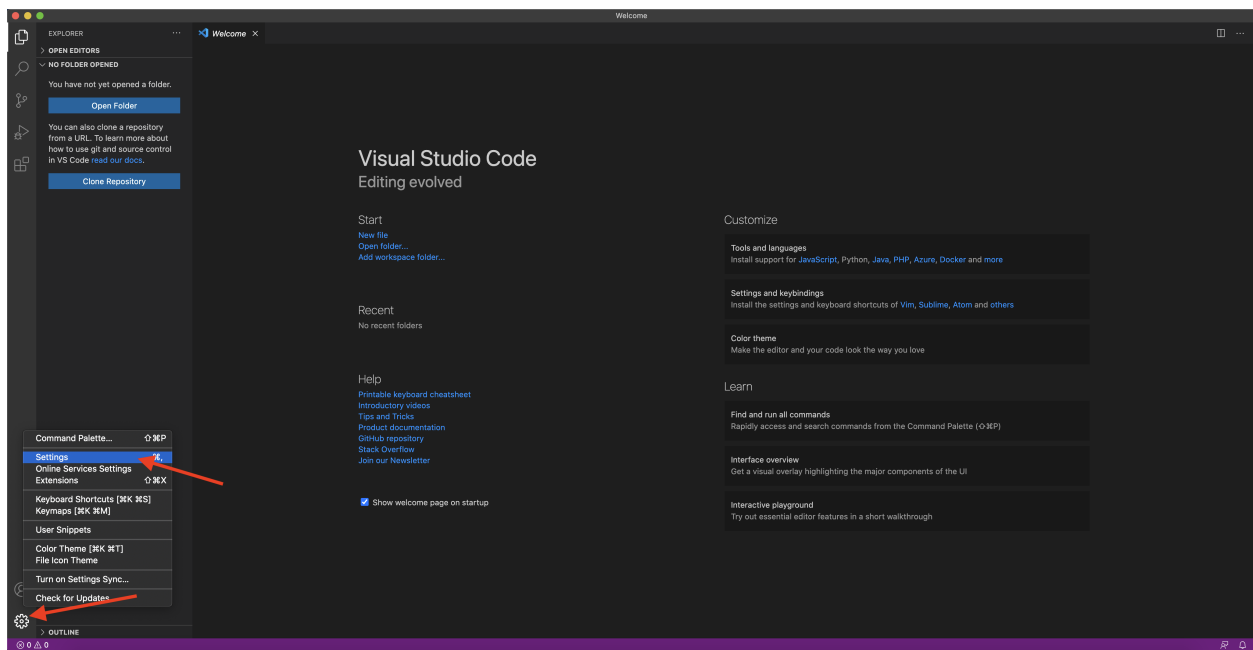 Welcome
EXPLORER
Welcome
OPEN EDITORS
NO FOLDER OPENED
You have not yet opened a folder.
Open Folder
You can also clone a repository
from a URL. To learn more about
how to use git and source control
in VS Code read our docs.
Clone Repository
Visual Studio Code
Editing evolved
Start
New file
Open folder...
Add workspace folder...
Recent
No recent folders
Help
Printable keyboard cheatsheet
Introductory videos
Tips and Tricks
Product documentation
GitHub repository
Stack Overflow
Join our Newsletter
Show welcome page on startup
Customize
Tools and languages
Install support for JavaScript, Python, Java, PHP, Azure, Docker and more
Settings and keybindings
Install the settings and keyboard shortcuts of Vim, Sublime, Atom and others
Color theme
Make the editor and your code look the way you love
Learn
Find and run all commands
Rapidly access and search commands from the Command Palette (⇧⌘P)
Interface overview
Get a visual overlay highlighting the major components of the UI
Interactive playground
Try out essential editor features in a short walkthrough
Command Palette... ⇧⌘P
Settings ⌘,
Online Services Settings
Extensions ⇧⌘X
Keyboard Shortcuts [⌘K ⌘S]
Keymaps [⌘K ⌘M]
User Snippets
Color Theme [⌘K ⌘T]
File Icon Theme
Turn on Settings Sync...
Check for Updates
OUTLINE
0 0